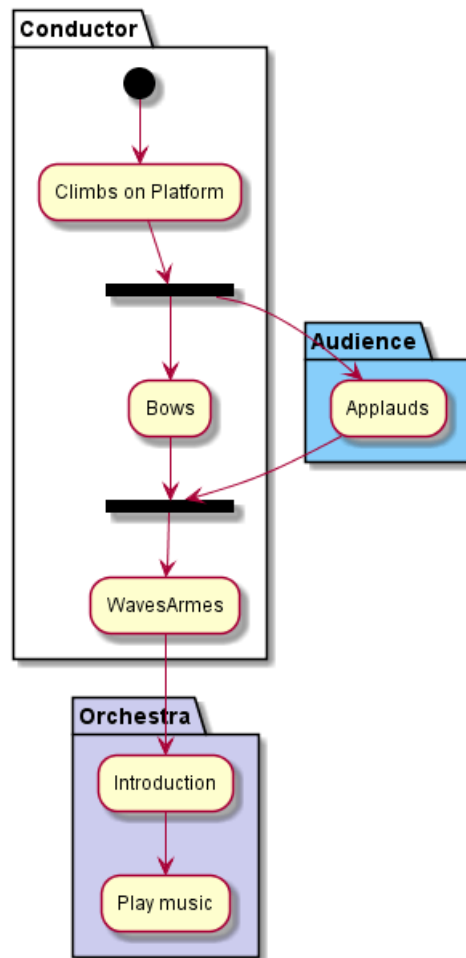 Conductor
Climbs on Platform
Audience
Bows
Applauds
WavesArmes
Orchestra
Introduction
Play music